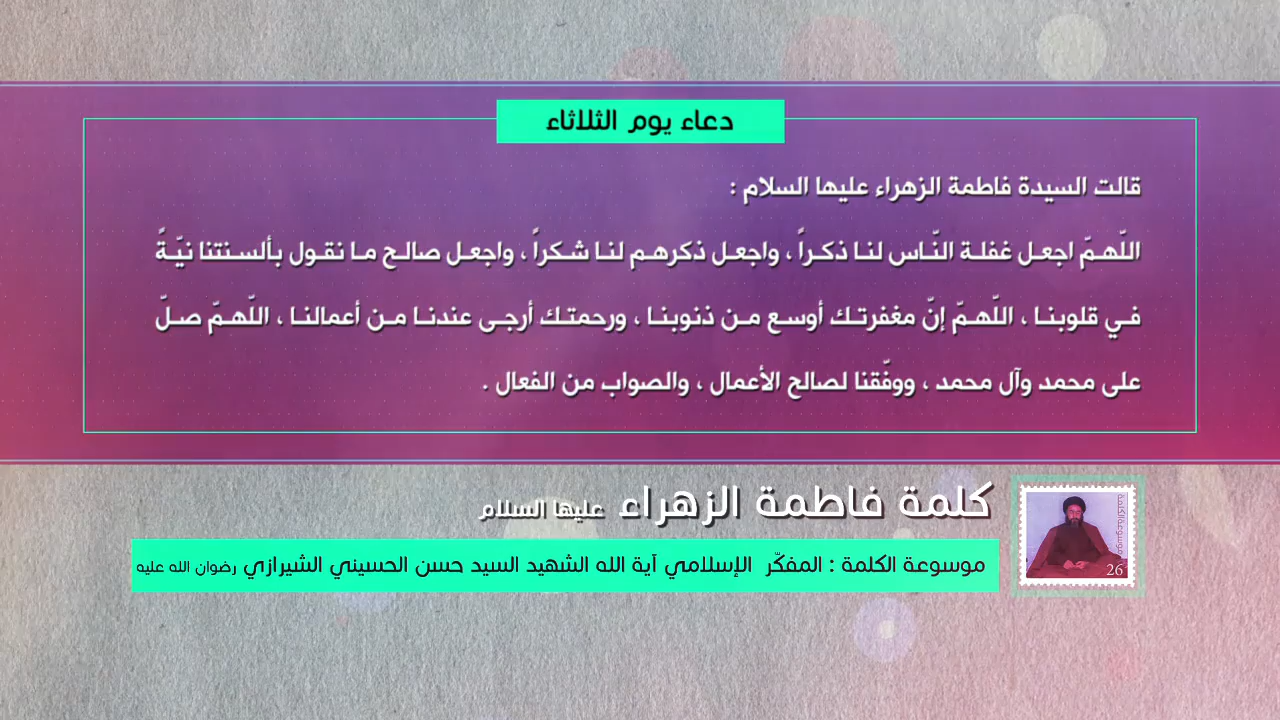 دعاء يوم الثلاثاء
قالت السيدة فاطمة الزهراء عليها السلام :
اللّهمّ اجعل غفلة النّاس لنا ذكراً ، واجعل ذكرهم لنا شكراً ، واجعل صالح ما نقول بألسنتنا نيّةً
في قلوبنا ، اللّهمّ إنّ مغفرتك أوسع من ذنوبنا ، ورحمتك أرجى عندنا من أعمالنا ، اللّهمّ صلّ
على محمد وآل محمد ، ووفّقنا لصالح الأعمال ، والصواب من الفعال .
كلمة فاطمة الزهراء عليها السلام
موسوعة الكلمة : المفكّر الإسلامي آية الله الشهيد السيد حسن الحسيني الشيرازي رضوان الله عليه
موسوعة الكلمة
26